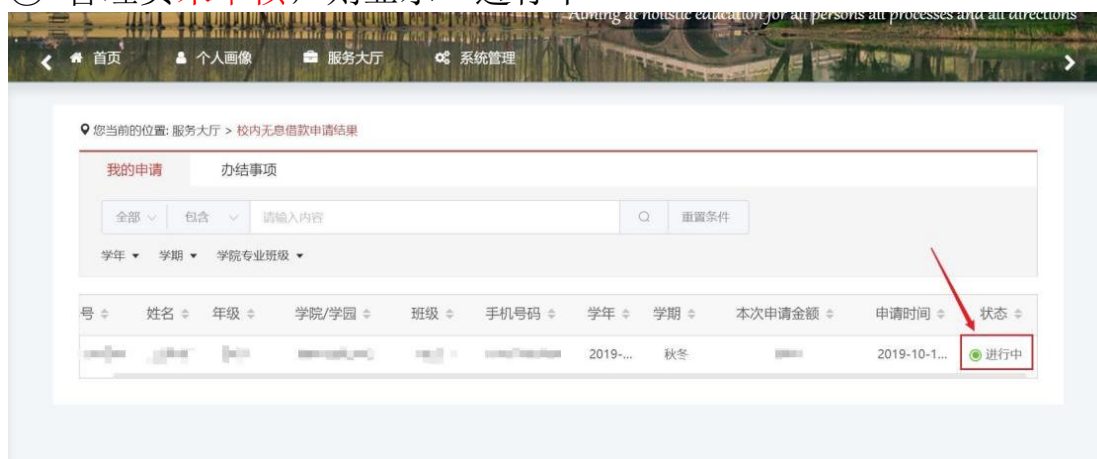 Aiming at holistic education for all persons all processes and all directions
首页 个人画像 服务大厅 系统管理
您当前的位置: 服务大厅 > 校内无息借款申请结果
我的申请 办结事项
全部 包含 请输入内容 重置条件
学年 学期 学院专业班级
号 姓名 年级 学院/学园 班级 手机号码 学年 学期 本次申请金额 申请时间 状态
2019-... 秋冬 2019-10-1... 进行中